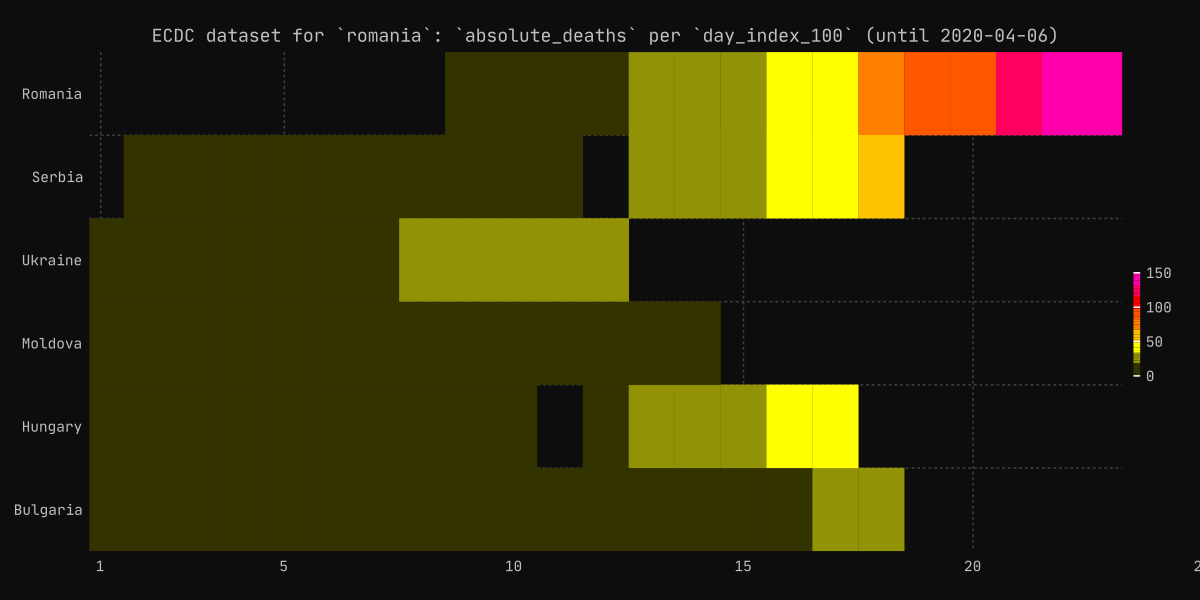 ECDC dataset for `romania`: `absolute_deaths` per `day_index_100` (until 2020-04-06)
Romania
Serbia
Ukraine
Moldova
Hungary
Bulgaria
150
100
50
0
1 5 10 15 20 2